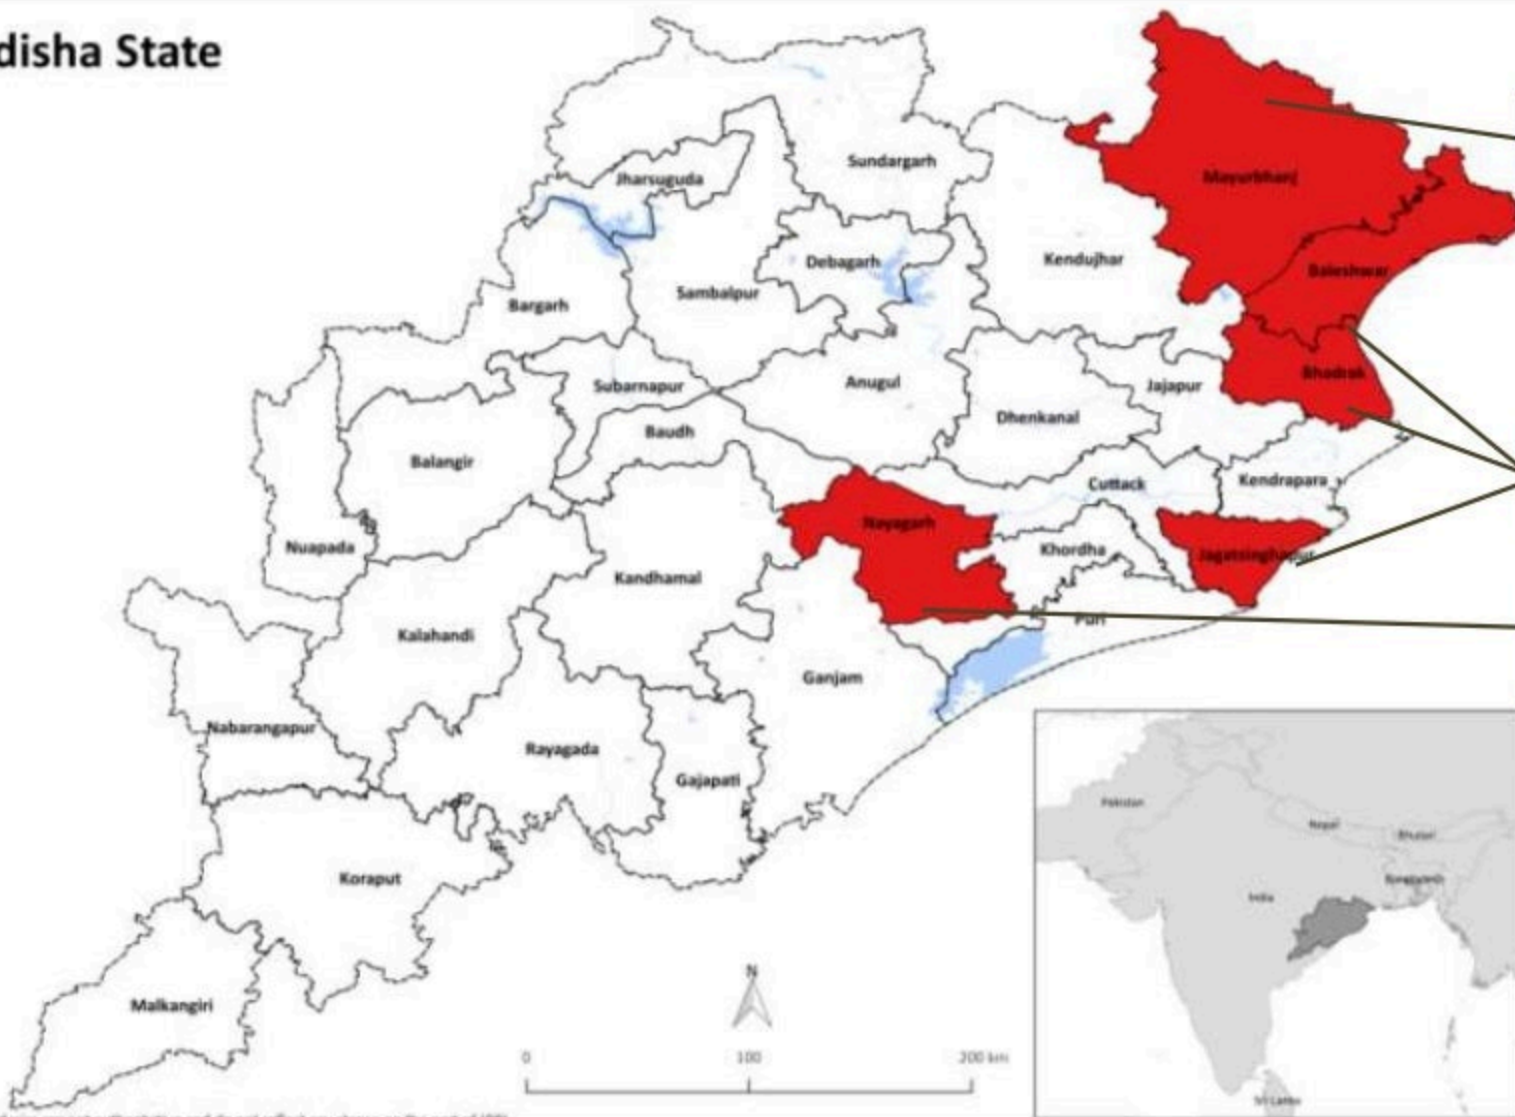 disha State
Sundargarh
Jharsuguda
Mayurbhanj
Debagarh
Kendujhar
Baleshwar
Sambalpur
Bargarh
Bhadrak
Subarnapur
Anugul
Jajapur
Dhenkanal
Baudh
Balangir
Cuttack
Kendrapara
Nayagarh
Nuapada
Khordha
Jagatsinghapur
Kandhamal
Puri
Kalahandi
Ganjam
Nabarangapur
Rayagada
Gajapati
Koraput
Malkangiri
N
0 100 200 km
Pakistan
Nepal
Bhutan
Bangladesh
India
Sri Lanka